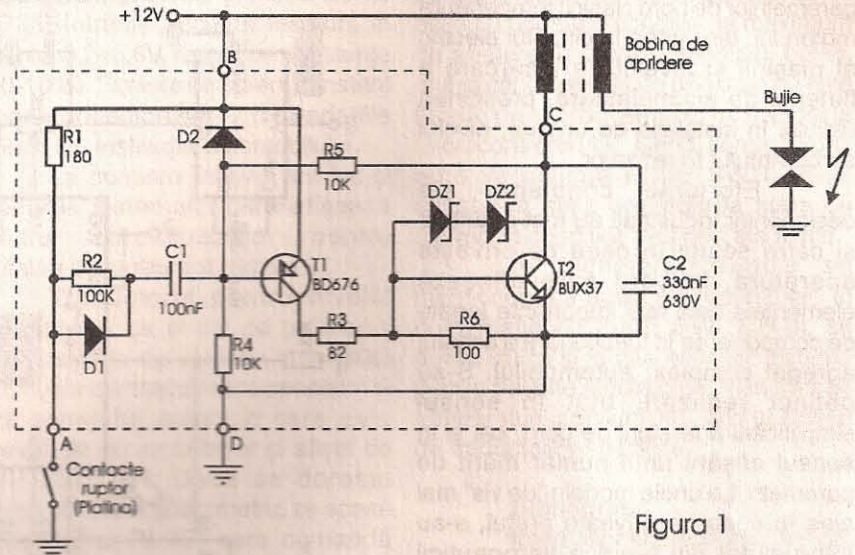 +12V
B
Bobina de
apridere
Bujie
C
R1
180
D2
R5
10K
DZ1
DZ2
R2
100K
C1
100nF
T1
BD676
T2
BUX37
C2
330nF
630V
D1
R4
10K
R3
82
R6
100
A
D
Contacte
ruptor
(Platina)
Figura 1